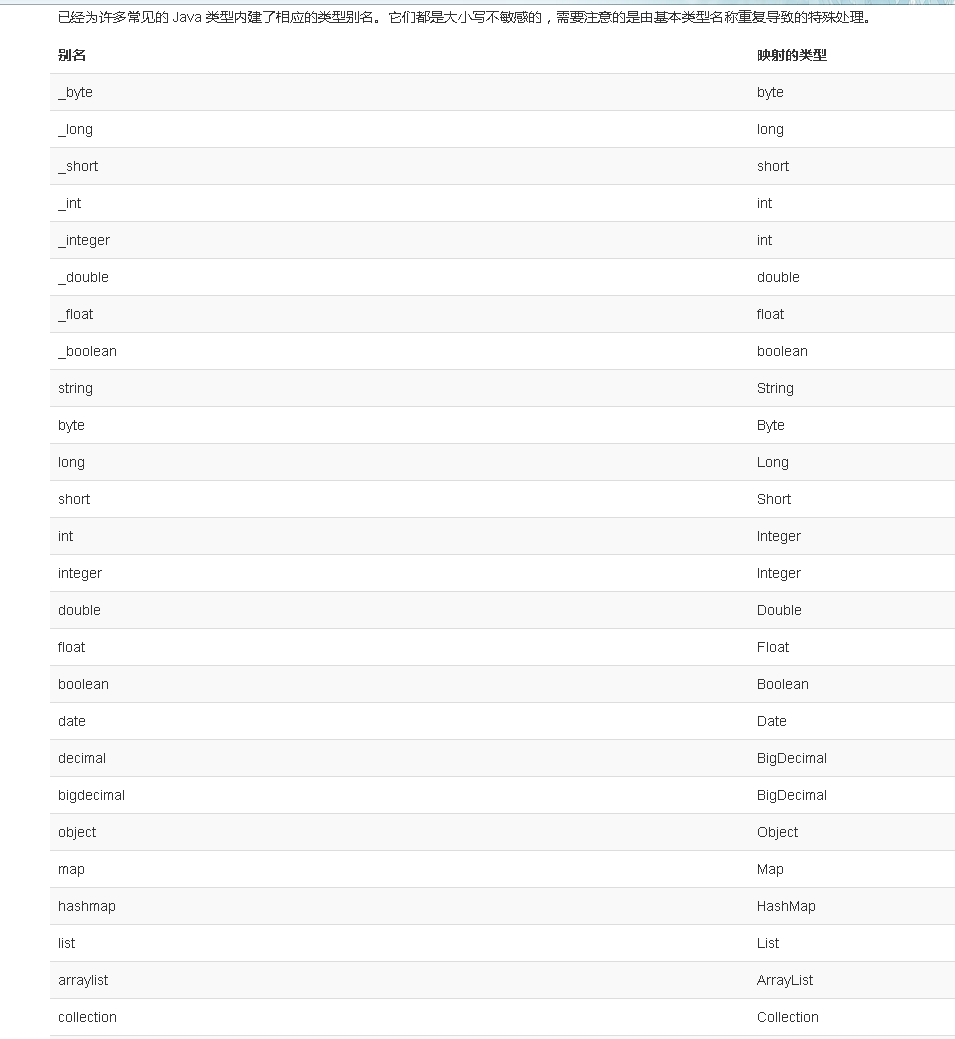 已经为许多常见的 Java 类型内建了相应的类型别名。它们都是大小写不敏感的，需要注意的是由基本类型名称重复导致的特殊处理。
别名 映射的类型
_byte byte
_long long
_short short
_int int
_integer int
_double double
_float float
_boolean boolean
string String
byte Byte
long Long
short Short
int Integer
integer Integer
double Double
float Float
boolean Boolean
date Date
decimal BigDecimal
bigdecimal BigDecimal
object Object
map Map
hashmap HashMap
list List
arraylist ArrayList
collection Collection